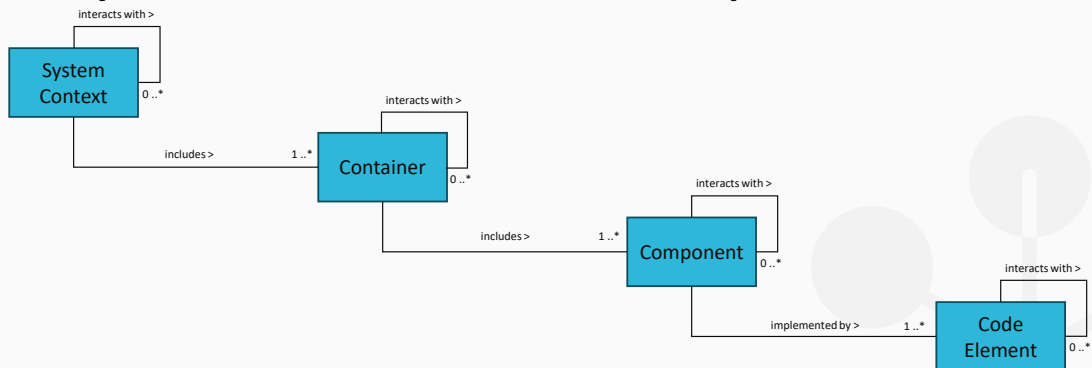 interacts with >
System
Context
0 ..*
interacts with >
includes >
1 ..*
Container
0 ..*
interacts with >
includes >
1 ..*
Component
0 ..*
interacts with >
implemented by >
1 ..*
Code
Element
0 ..*